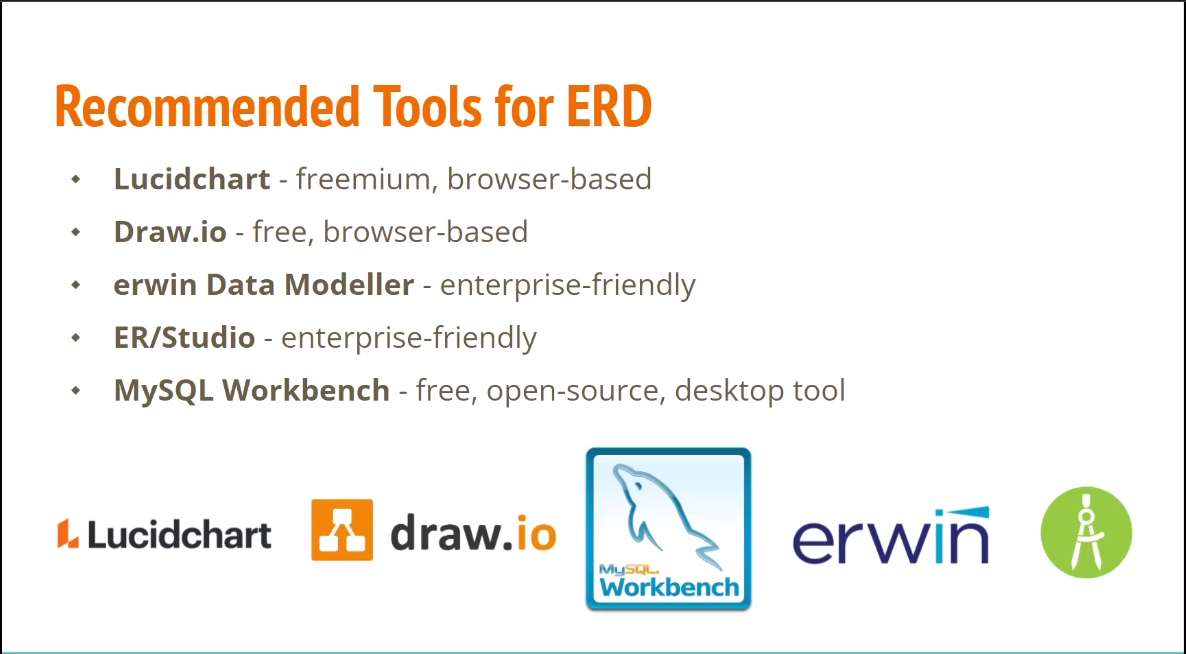 Recommended Tools for ERD
Lucidchart - freemium, browser-based
Draw.io - free, browser-based
erwin Data Modeller - enterprise-friendly
ER/Studio - enterprise-friendly
MySQL Workbench - free, open-source, desktop tool
Lucidchart
draw.io
MySQL.
Workbench
erwin